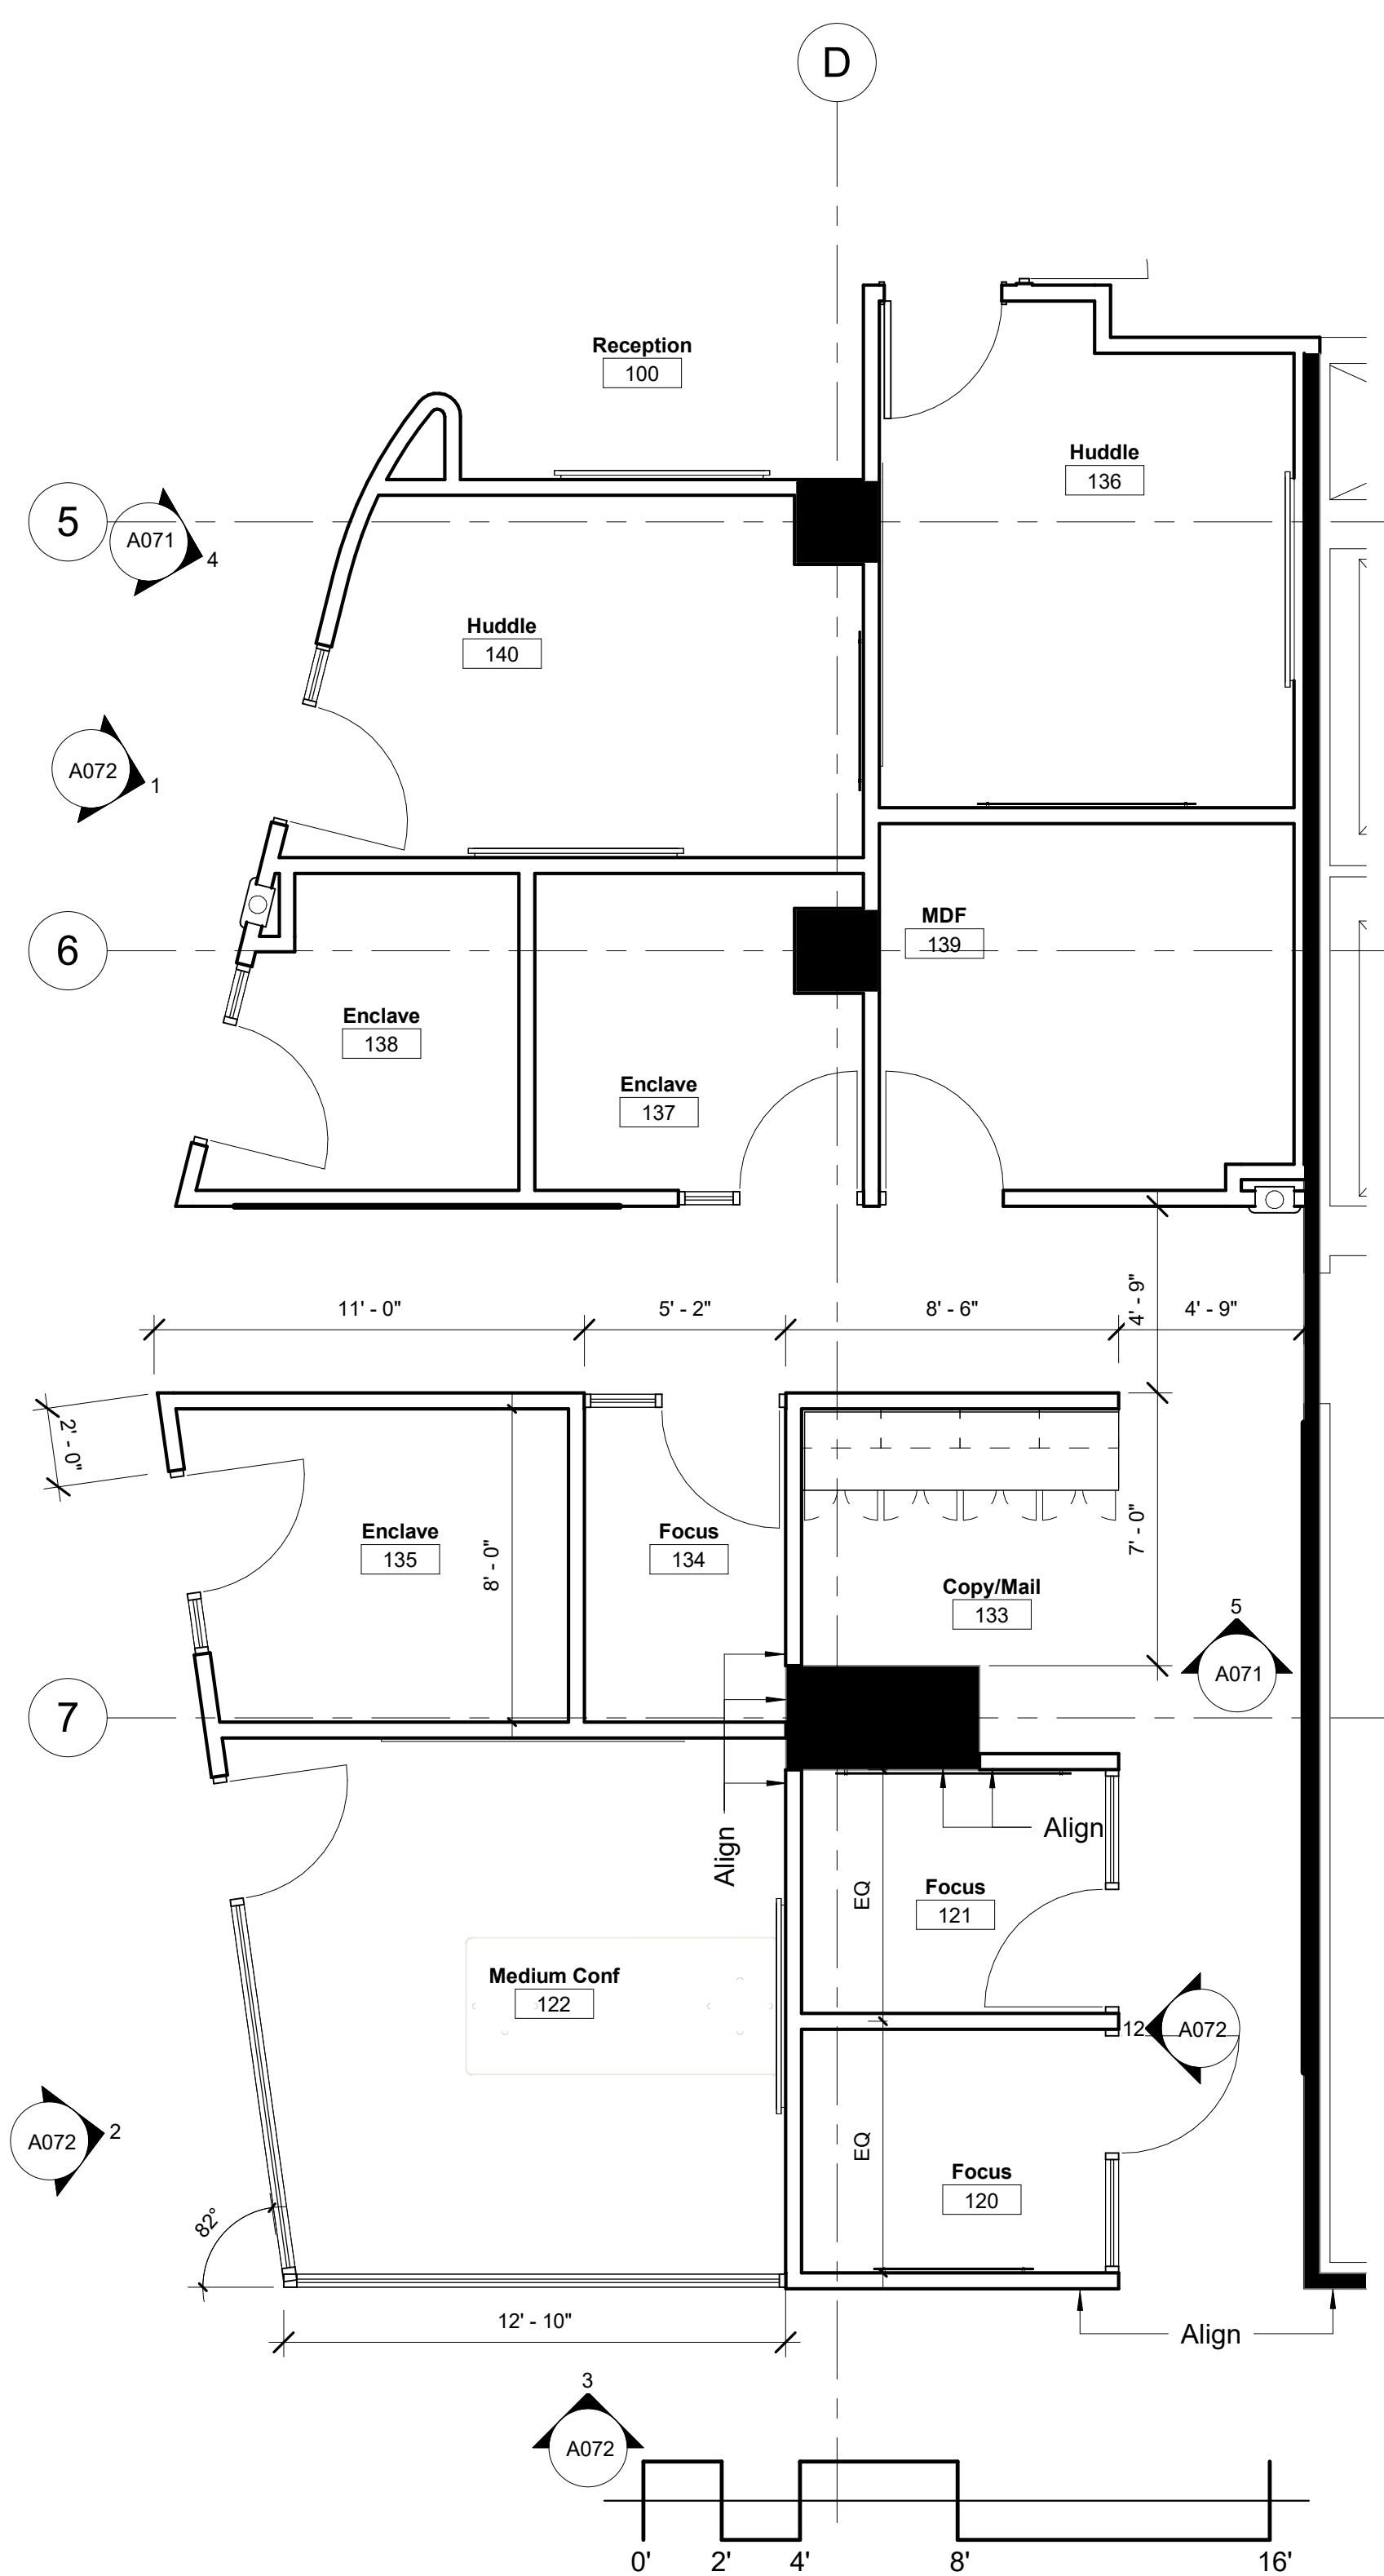 D
Reception
100
Huddle
136
5
A071
4
Huddle
140
A072
1
6
MDF
139
Enclave
138
Enclave
137
11' - 0"
5' - 2"
8' - 6"
4' - 9"
4' - 9"
2' - 0"
Enclave
135
8' - 0"
Focus
134
7' - 0"
Copy/Mail
133
5
A071
7
Align
Align
EQ
Focus
121
Medium Conf
122
12
A072
A072
2
EQ
Focus
120
82°
12' - 10"
Align
3
A072
0'
2'
4'
8'
16'